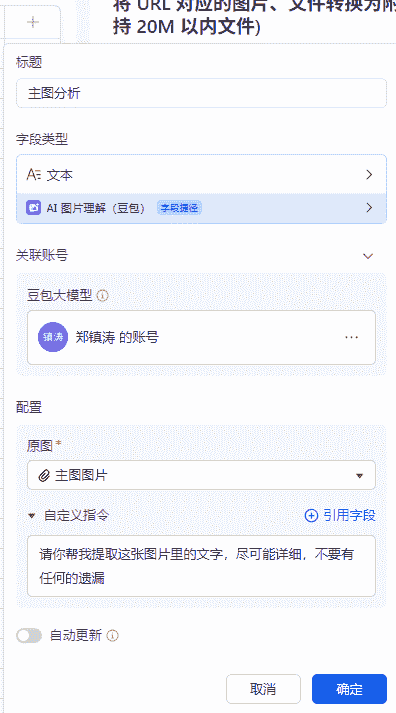 将 URL 对应的图片、文件转换为附
持 20M 以内文件)
标题
主图分析
字段类型
文本
AI 图片理解（豆包） 字段捷径
关联账号
豆包大模型
镇涛 郑镇涛 的账号
配置
原图 *
主图图片
自定义指令 引用字段
请你帮我提取这张图片里的文字，尽可能详细，不要有
任何的遗漏
自动更新
取消 确定